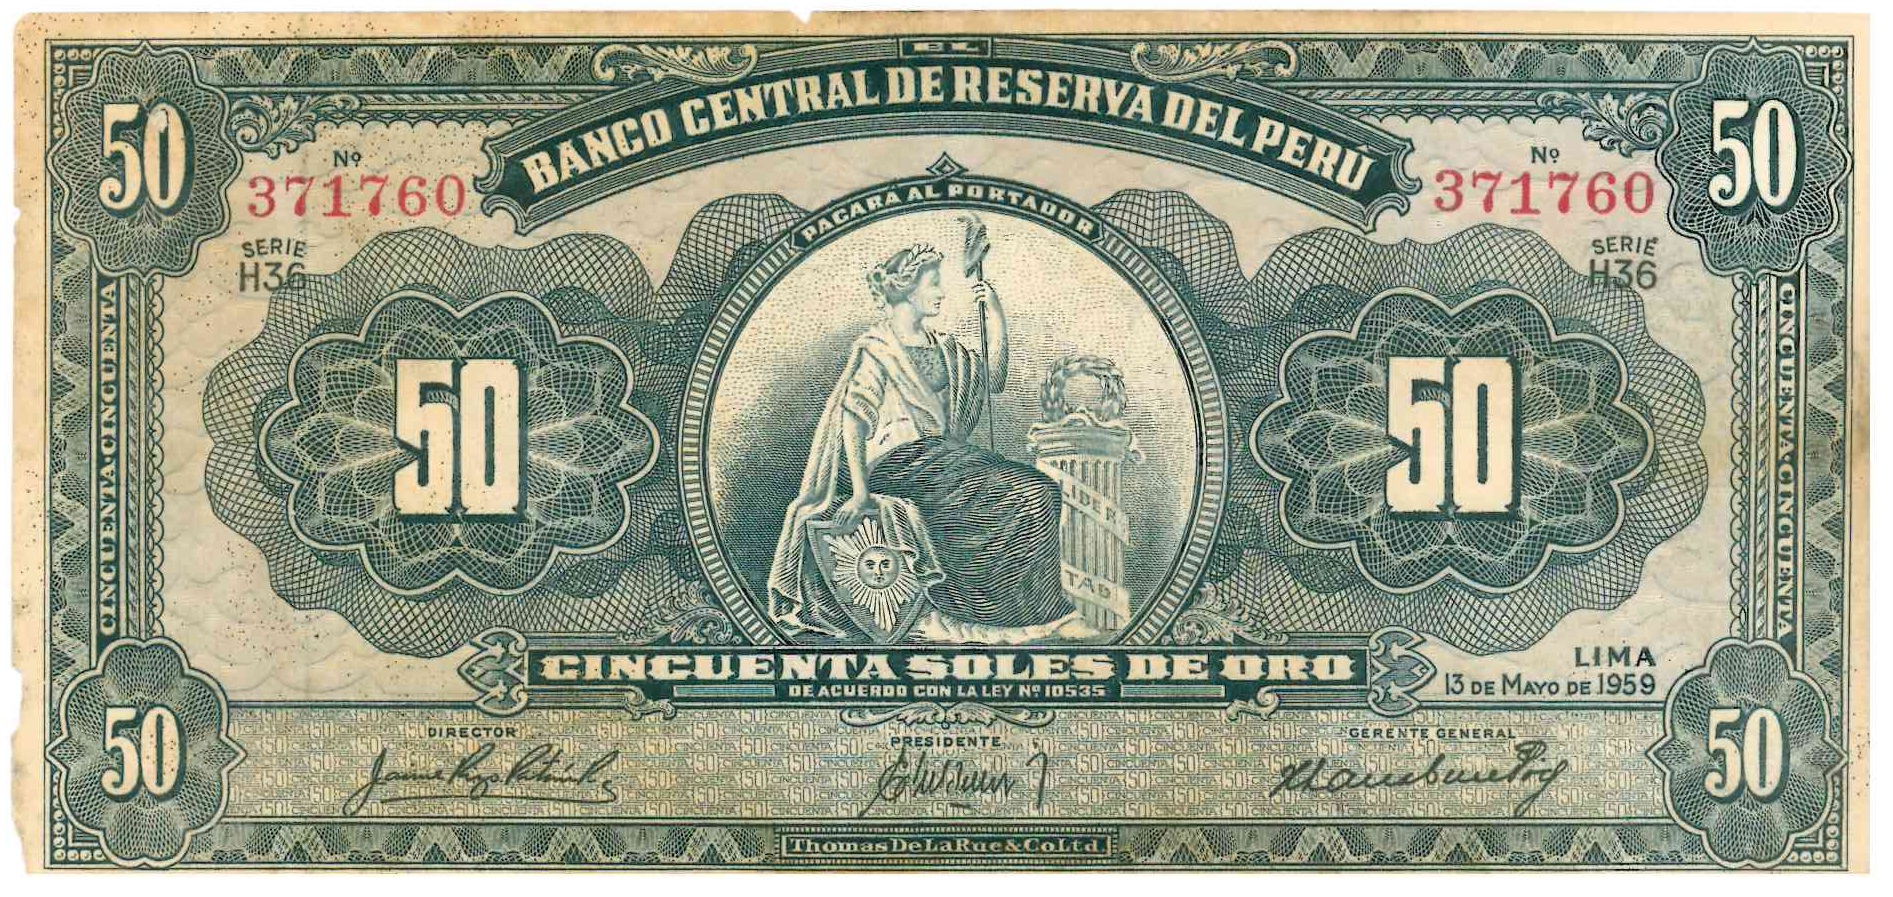 EL
BANCO CENTRAL DE RESERVA DEL PERÚ
50
50
Nº
371760
Nº
371760
PAGARÁ AL PORTADOR
SERIE
H36
SERIE
H36
CINCUENTA CINCUENTA
CINCUENTA CINCUENTA
50
50
LIBER
TAD
CINCUENTA SOLES DE ORO
DE ACUERDO CON LA LEY Nº 10535
LIMA
13 DE MAYO DE 1959
50
50
DIRECTOR
PRESIDENTE
GERENTE GENERAL
Thomas De La Rue & Co Ltd